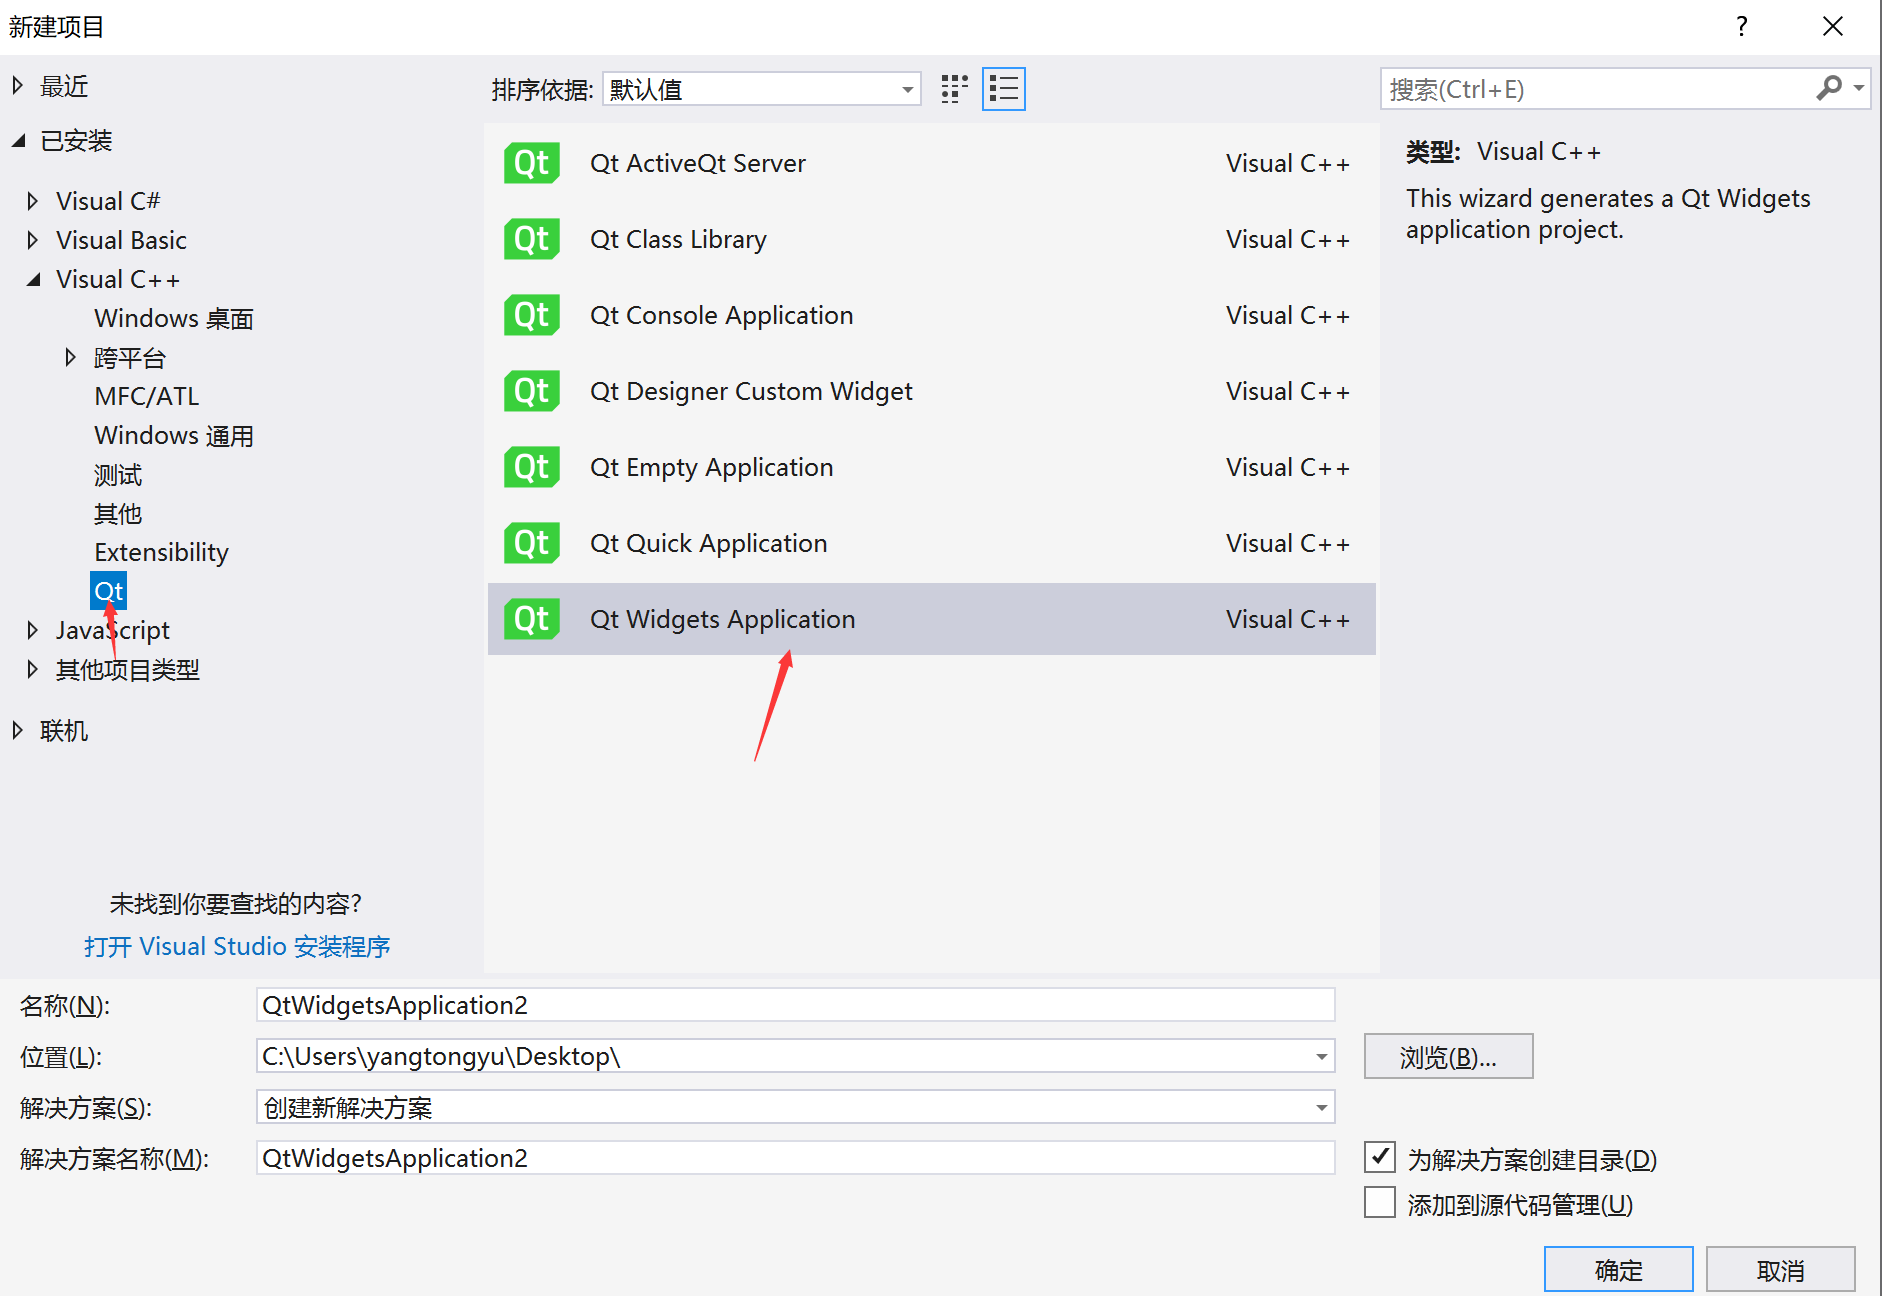 新建项目
?
最近
已安装
Visual C#
Visual Basic
Visual C++
Windows 桌面
跨平台
MFC/ATL
Windows 通用
测试
其他
Extensibility
Qt
JavaScript
其他项目类型
联机
未找到你要查找的内容?
打开 Visual Studio 安装程序
排序依据: 默认值
Qt Qt ActiveQt Server Visual C++
Qt Qt Class Library Visual C++
Qt Qt Console Application Visual C++
Qt Qt Designer Custom Widget Visual C++
Qt Qt Empty Application Visual C++
Qt Qt Quick Application Visual C++
Qt Qt Widgets Application Visual C++
搜索(Ctrl+E)
类型: Visual C++
This wizard generates a Qt Widgets
application project.
名称(N): QtWidgetsApplication2
位置(L): C:\Users\yangtongyu\Desktop\ 浏览(B)...
解决方案(S): 创建新解决方案
解决方案名称(M): QtWidgetsApplication2
为解决方案创建目录(D)
添加到源代码管理(U)
确定 取消